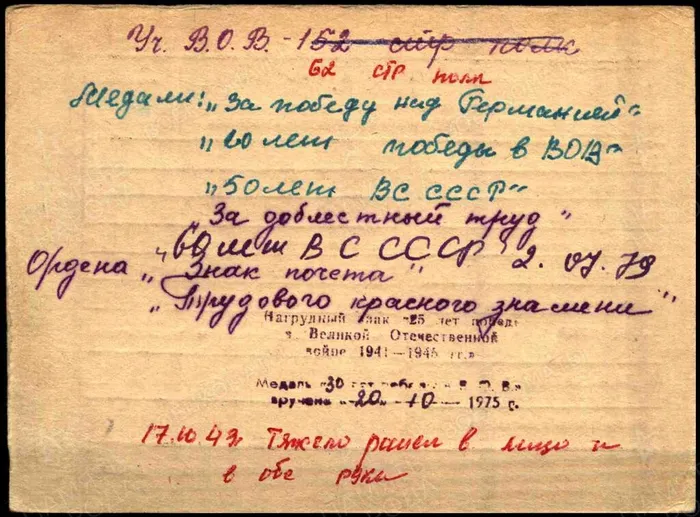 Уч. В.О.В. - 152 стр полк
62 стр полк
Медали: „За победу над Германией"
„20 лет победы в ВОВ"
„50 лет ВС СССР"
„За доблестный труд"
„60 лет ВС СССР" 2.07.79
Ордена „Знак почета"
„Трудового красного знамени"
Нагрудный знак «25 лет победы
в Великой Отечественной
войне 1941—1945 гг.»
Медаль «30 лет победы в В.О.В.»
вручена «20» 10 — 1975 г.
17.10.43г Тяжело ранен в лицо и
в обе руки